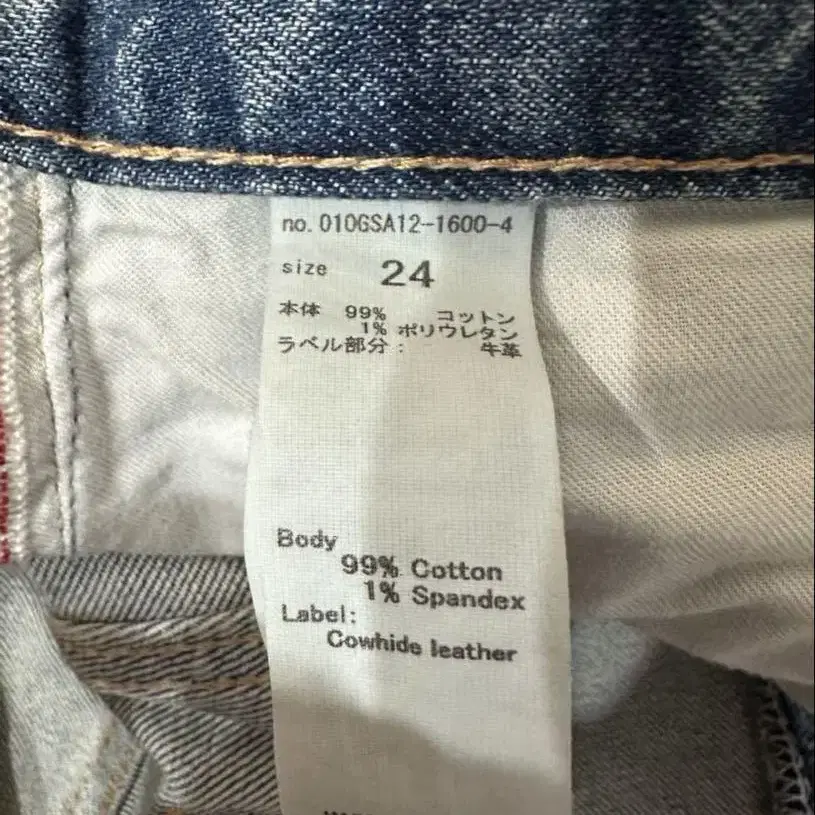 no. 010GSA12-1600-4
size 24
本体 99% コットン
1% ポリウレタン
ラベル部分: 牛革
Body
99% Cotton
1% Spandex
Label:
Cowhide leather